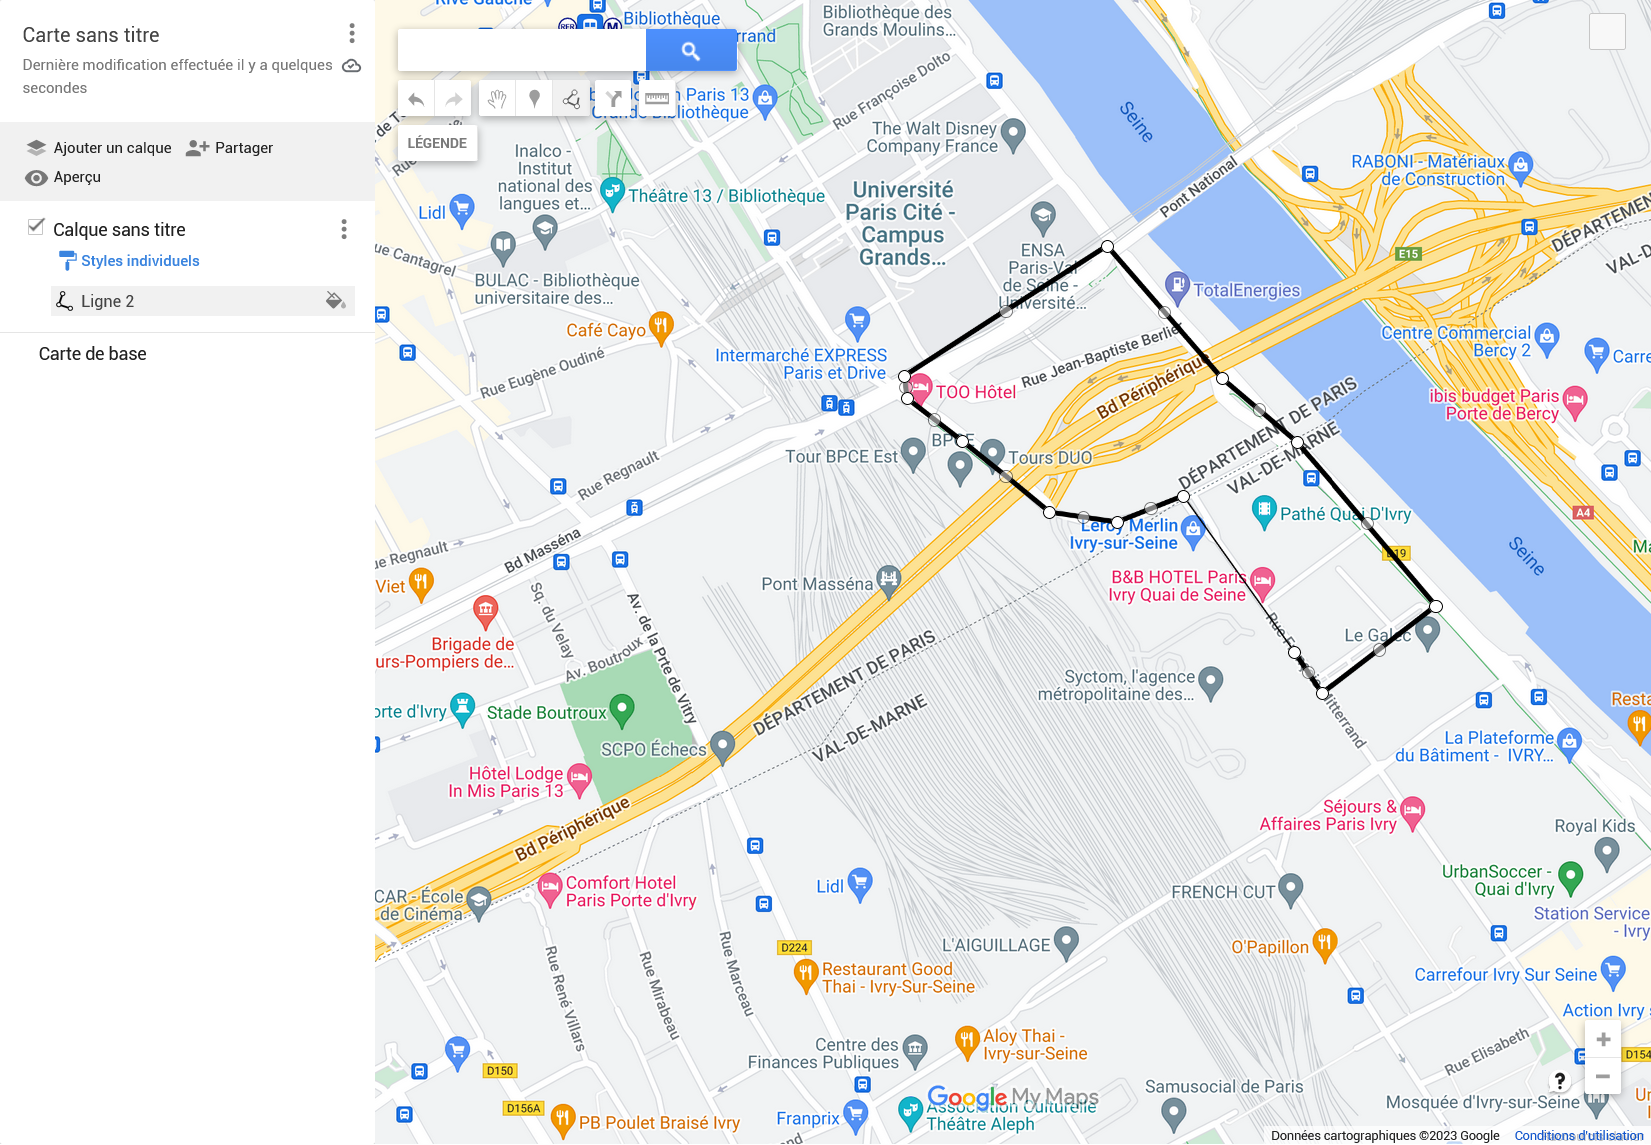 Carte sans titre
Dernière modification effectuée il y a quelques
secondes
Ajouter un calque
Partager
Aperçu
Calque sans titre
Styles individuels
Ligne 2
Carte de base
LÉGENDE
Rive Gauche
Bibliothèque
Bibliothèque des
Grands Moulins...
Paris 13
Grande Bibliothèque
Rue Françoise Dolto
The Walt Disney
Company France
Seine
Pont National
RABONI - Matériaux
de Construction
DÉPARTEMENT
VAL-D
Inalco -
Institut
national des
langues et...
Théâtre 13 / Bibliothèque
Lidl
Université
Paris Cité -
Campus
Grands...
ENSA
Paris-Val
de Seine -
Université...
E15
ue Cantagrel
BULAC - Bibliothèque
universitaire des...
TotalEnergies
Café Cayo
Intermarché EXPRESS
Paris et Drive
Rue Jean-Baptiste Berlier
Centre Commercial
Bercy 2
Carre
Rue Eugène Oudiné
TOO Hôtel
Bd Périphérique
ibis budget Paris
Porte de Bercy
Rue Regnault
Tour BPCE Est
BPCE
Tours DUO
DÉPARTEMENT DE PARIS
VAL-DE-MARNE
Pathé Quai D'Ivry
A4
Leroy Merlin
Ivry-sur-Seine
D19
Seine
ue Regnault
Bd Masséna
Viet
Pont Masséna
B&B HOTEL Paris
Ivry Quai de Seine
Sq. du Velay
Av. de la Prte de Vitry
Brigade de
urs-Pompiers de...
Av. Boutroux
Le Galec
Syctom, l'agence
métropolitaine des...
DÉPARTEMENT DE PARIS
VAL-DE-MARNE
orte d'Ivry
Stade Boutroux
SCPO Échecs
Resta
La Plateforme
du Bâtiment - IVRY...
Hôtel Lodge
In Mis Paris 13
Bd Périphérique
Séjours &
Affaires Paris Ivry
Royal Kids
CAR - École
de Cinéma
Comfort Hotel
Paris Porte d'Ivry
Lidl
FRENCH CUT
UrbanSoccer -
Quai d'Ivry
Station Service
- Ivry
L'AIGUILLAGE
O'Papillon
D224
Restaurant Good
Thai - Ivry-Sur-Seine
Carrefour Ivry Sur Seine
Action Ivry
Rue René Villars
Rue Mirabeau
Rue Marceau
Centre des
Finances Publiques
Aloy Thai -
Ivry-sur-Seine
Rue Elisabeth
D154
D150
D156A
PB Poulet Braisé Ivry
Franprix
Google My Maps
Association Culturelle
Théâtre Aleph
Samusocial de Paris
Mosquée d'Ivry-sur-Seine
Données cartographiques ©2023 Google
Conditions d'utilisation